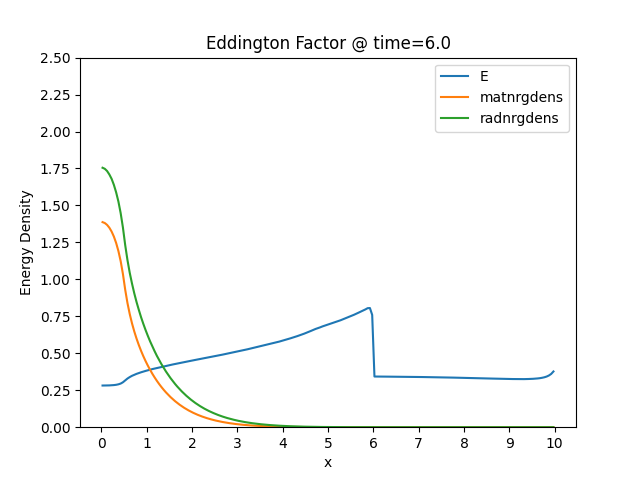 Eddington Factor @ time=6.0
Energy Density
2.50
2.25
2.00
1.75
1.50
1.25
1.00
0.75
0.50
0.25
0.00
E
matnrgdens
radnrgdens
0 1 2 3 4 5 6 7 8 9 10
x